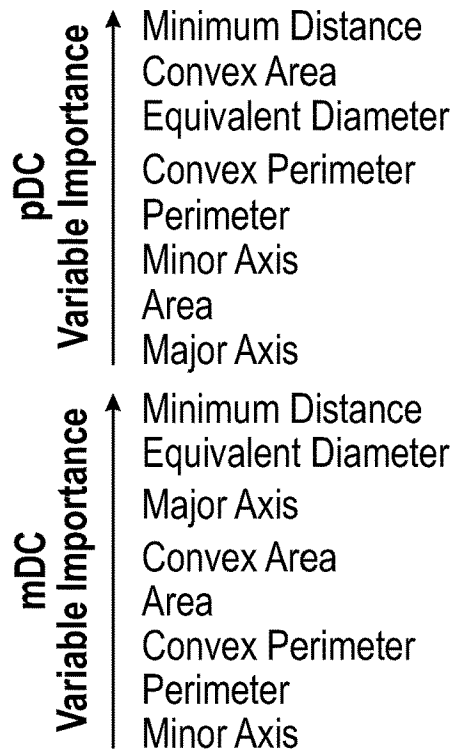 pDC
Variable Importance
Minimum Distance
Convex Area
Equivalent Diameter
Convex Perimeter
Perimeter
Minor Axis
Area
Major Axis
mDC
Variable Importance
Minimum Distance
Equivalent Diameter
Major Axis
Convex Area
Area
Convex Perimeter
Perimeter
Minor Axis